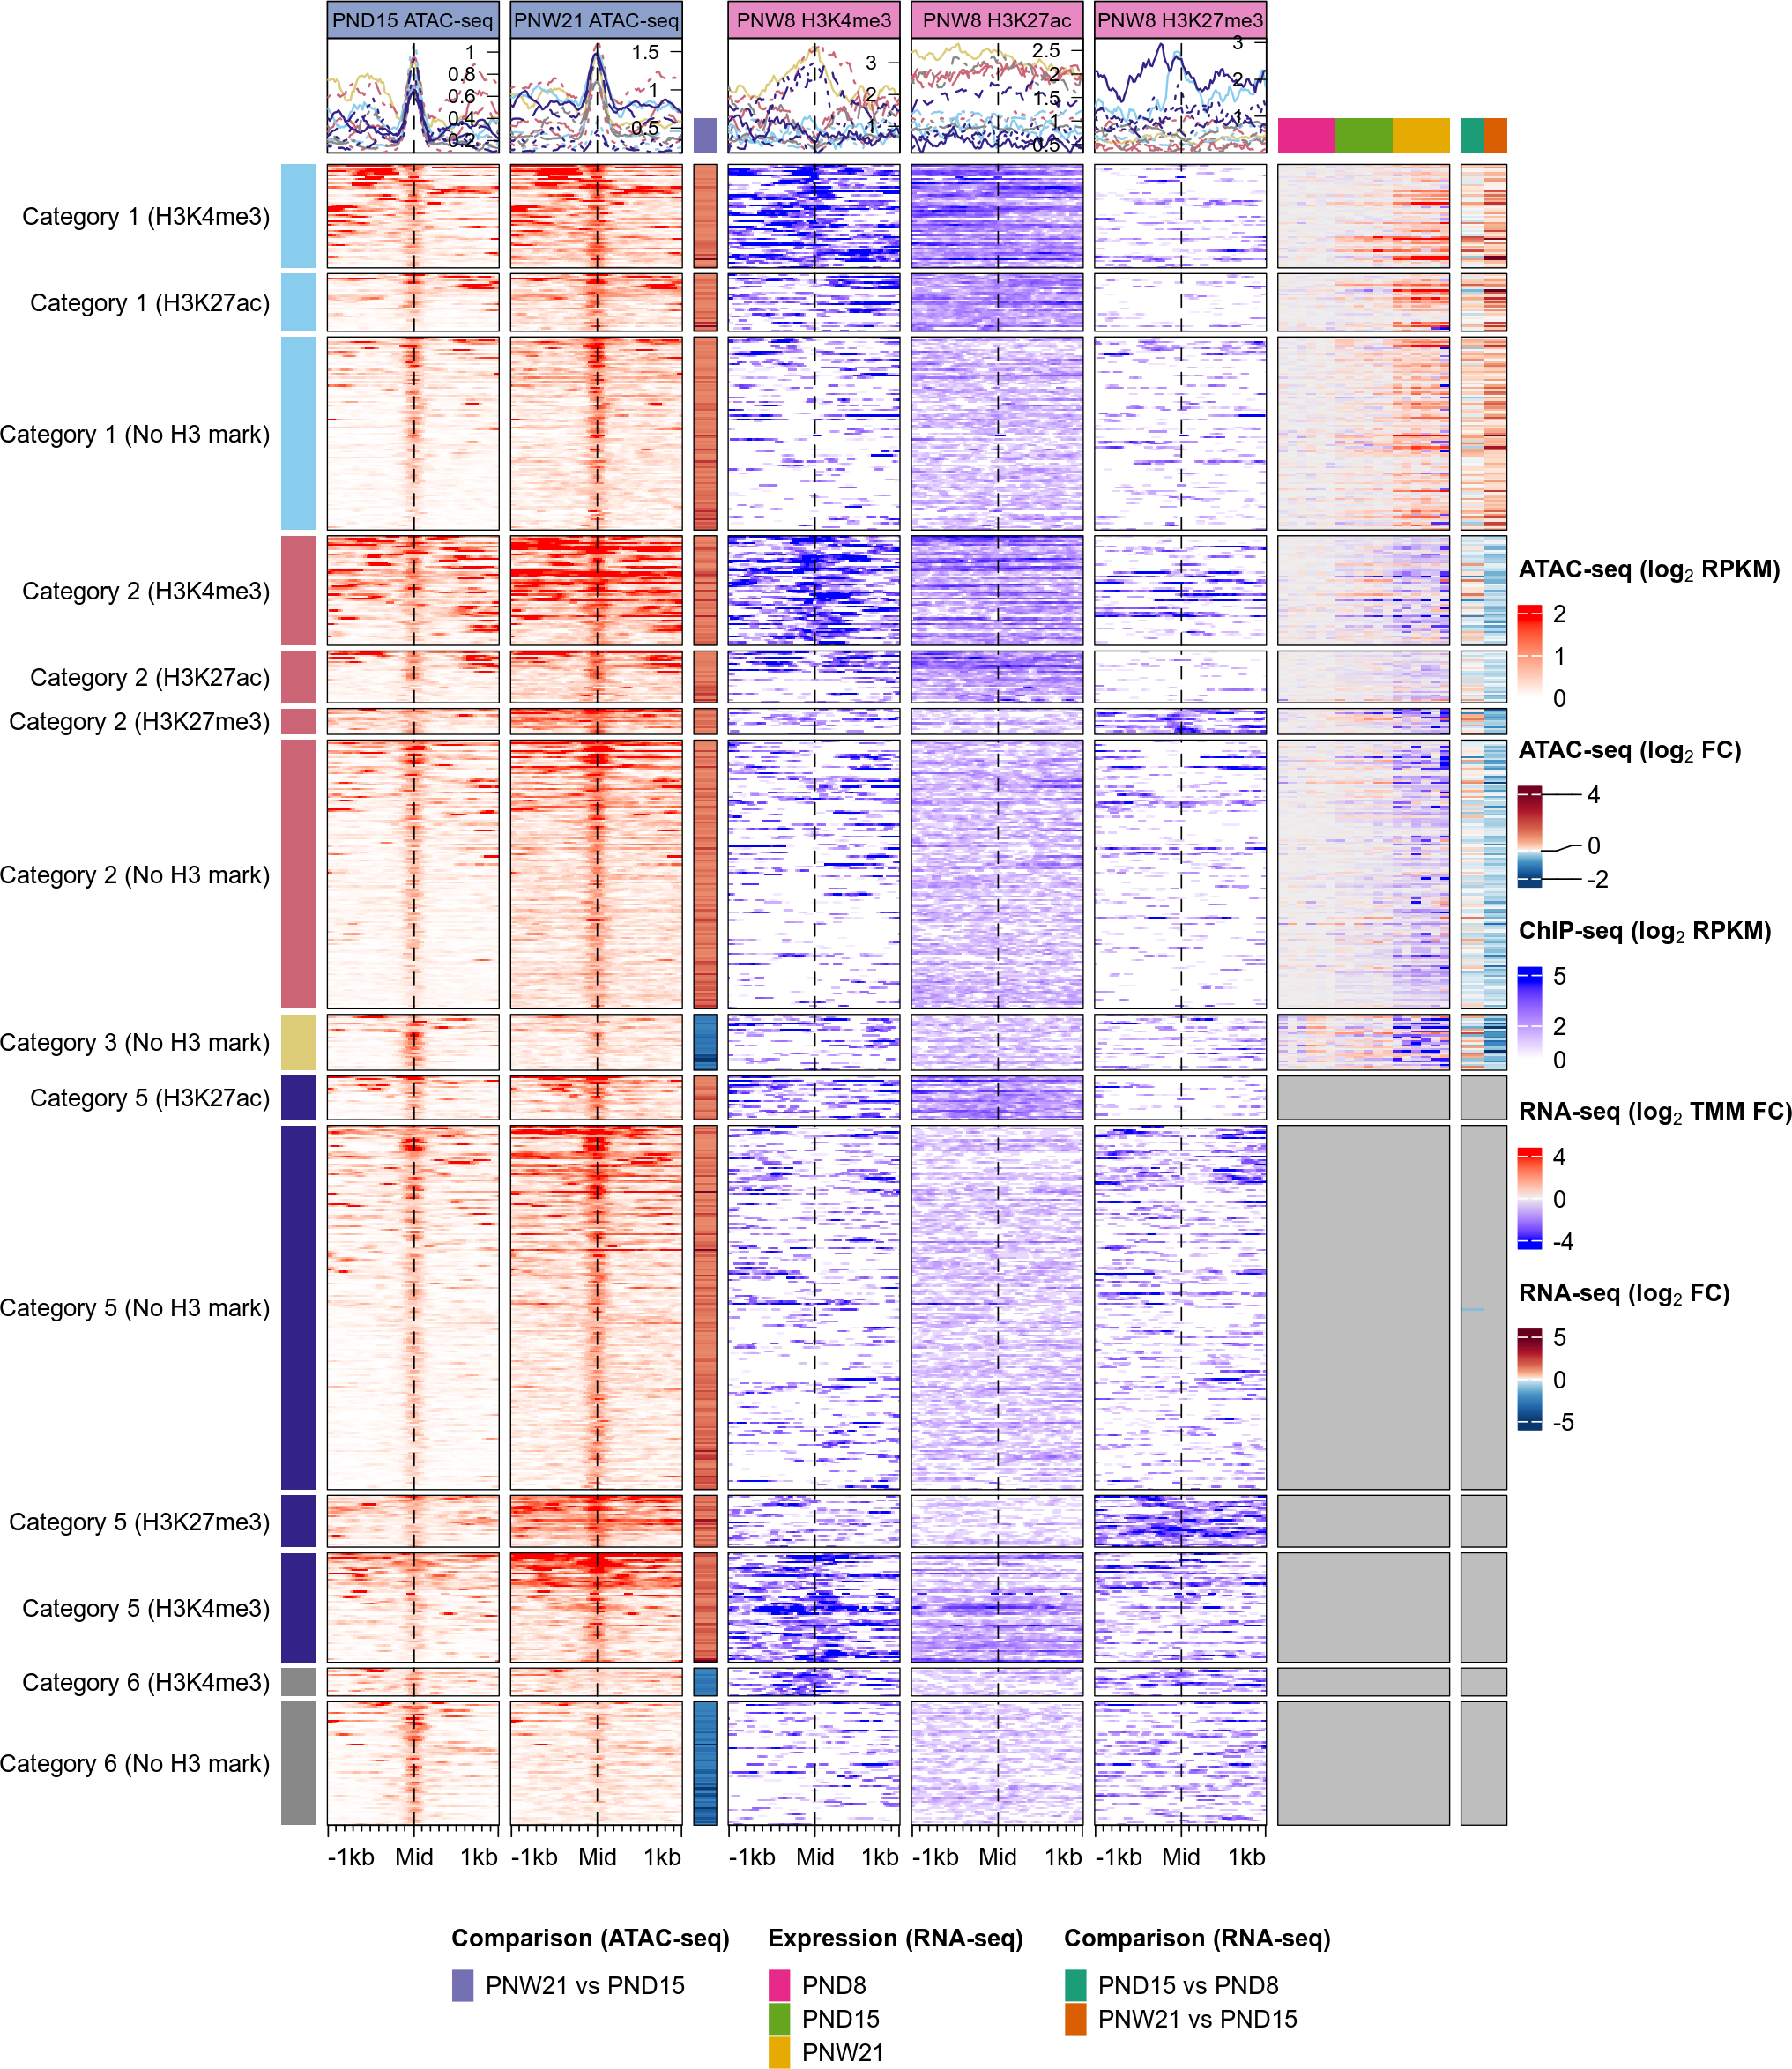 PND15 ATAC-seq PNW21 ATAC-seq PNW8 H3K4me3 PNW8 H3K27ac PNW8 H3K27me3
1 0.8 0.6 0.4 0.2
1.5 1 0.5
3 2 1
2.5 2 1.5 1 0.5
3 2 1
Category 1 (H3K4me3)
Category 1 (H3K27ac)
Category 1 (No H3 mark)
Category 2 (H3K4me3)
Category 2 (H3K27ac)
Category 2 (H3K27me3)
Category 2 (No H3 mark)
Category 3 (No H3 mark)
Category 5 (H3K27ac)
Category 5 (No H3 mark)
Category 5 (H3K27me3)
Category 5 (H3K4me3)
Category 6 (H3K4me3)
Category 6 (No H3 mark)
-1kb Mid 1kb -1kb Mid 1kb -1kb Mid 1kb -1kb Mid 1kb -1kb Mid 1kb
ATAC-seq (log2 RPKM)
2
1
0
ATAC-seq (log2 FC)
4
0
-2
ChIP-seq (log2 RPKM)
5
2
0
RNA-seq (log2 TMM FC)
4
0
-4
RNA-seq (log2 FC)
5
0
-5
Comparison (ATAC-seq)
PNW21 vs PND15
Expression (RNA-seq)
PND8
PND15
PNW21
Comparison (RNA-seq)
PND15 vs PND8
PNW21 vs PND15